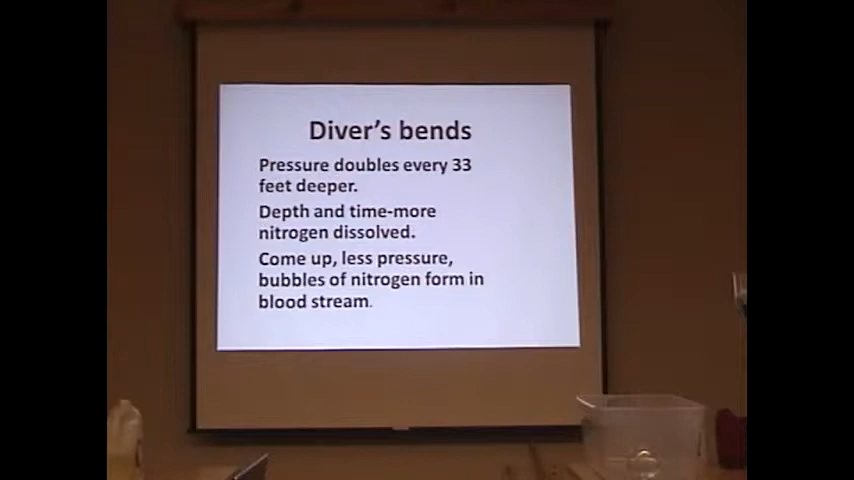 Diver's bends
Pressure doubles every 33
feet deeper.
Depth and time-more
nitrogen dissolved.
Come up, less pressure,
bubbles of nitrogen form in
blood stream.